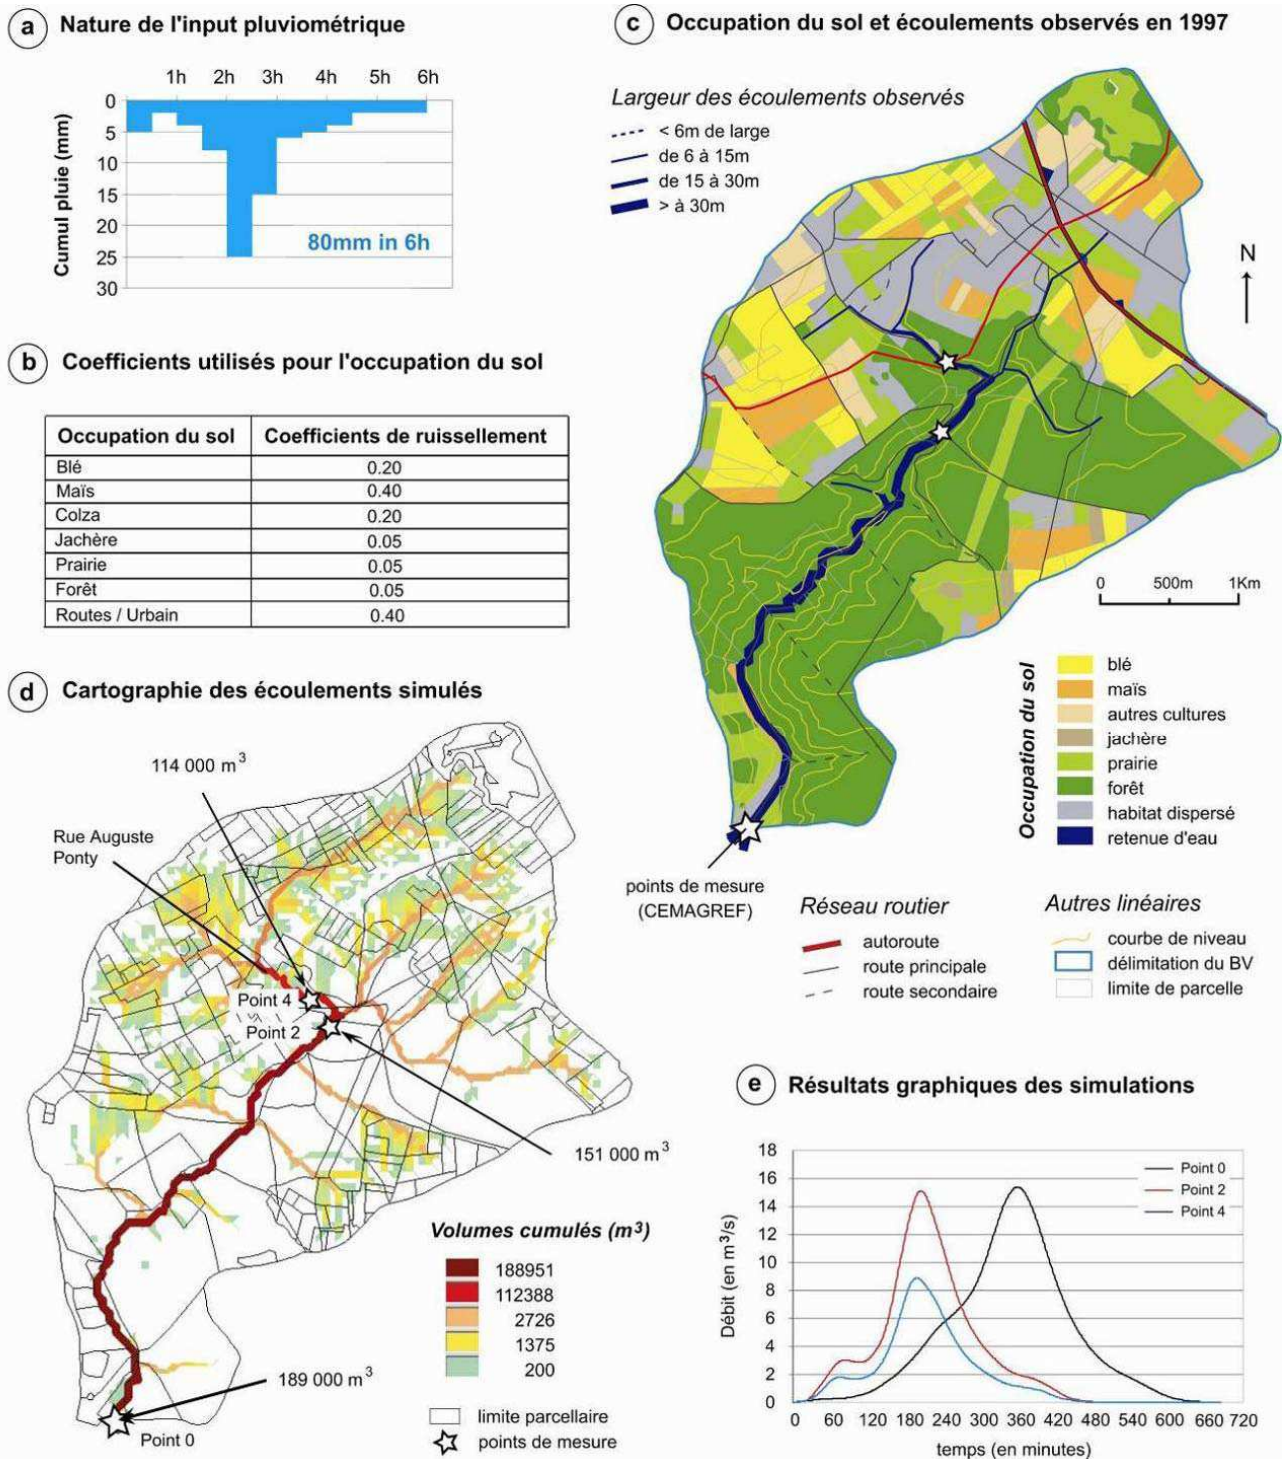 a Nature de l'input pluviométrique
1h 2h 3h 4h 5h 6h
0
5
10
15
20
25
30
Cumul pluie (mm)
80mm in 6h
b Coefficients utilisés pour l'occupation du sol
Occupation du sol Coefficients de ruissellement
Blé 0.20
Maïs 0.40
Colza 0.20
Jachère 0.05
Prairie 0.05
Forêt 0.05
Routes / Urbain 0.40
c Occupation du sol et écoulements observés en 1997
Largeur des écoulements observés
< 6m de large
de 6 à 15m
de 15 à 30m
> à 30m
N
0 500m 1Km
Occupation du sol
blé
maïs
autres cultures
jachère
prairie
forêt
habitat dispersé
retenue d'eau
points de mesure
(CEMAGREF)
Réseau routier
autoroute
route principale
route secondaire
Autres linéaires
courbe de niveau
délimitation du BV
limite de parcelle
d Cartographie des écoulements simulés
114 000 m³
Rue Auguste
Ponty
Point 4
Point 2
151 000 m³
Volumes cumulés (m³)
188951
112388
2726
1375
200
189 000 m³
Point 0
limite parcellaire
points de mesure
e Résultats graphiques des simulations
18
16
14
12
10
8
6
4
2
0
Débit (en m³/s)
Point 0
Point 2
Point 4
0 60 120 180 240 300 360 420 480 540 600 660 720
temps (en minutes)